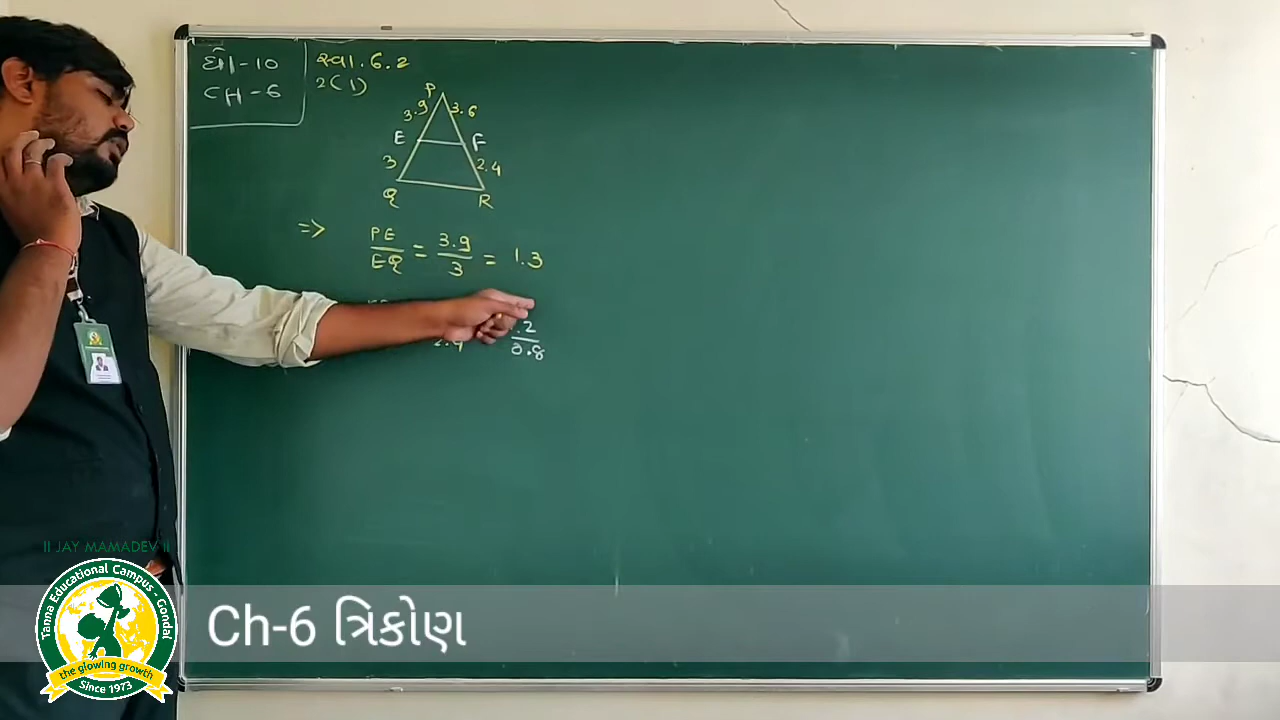 ધો-10
CH-6
સ્વા.6.2
2(1)
P
3.9 3.6
E F
3 2.4
Q R
=> PE/EQ = 3.9/3 = 1.3
.2/0.8
II JAY MAMADEV II
Tanna Educational Campus - Gondal
the glowing growth
Since 1973
Ch-6 ત્રિકોણ